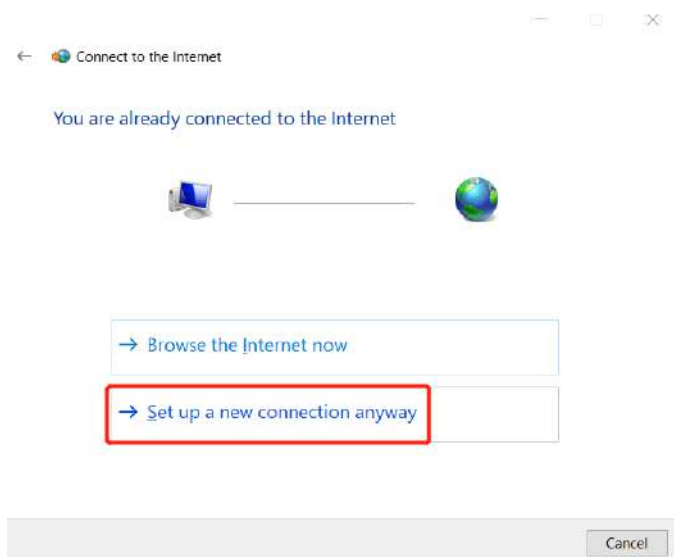 Connect to the Internet
You are already connected to the Internet
Browse the Internet now
Set up a new connection anyway
Cancel